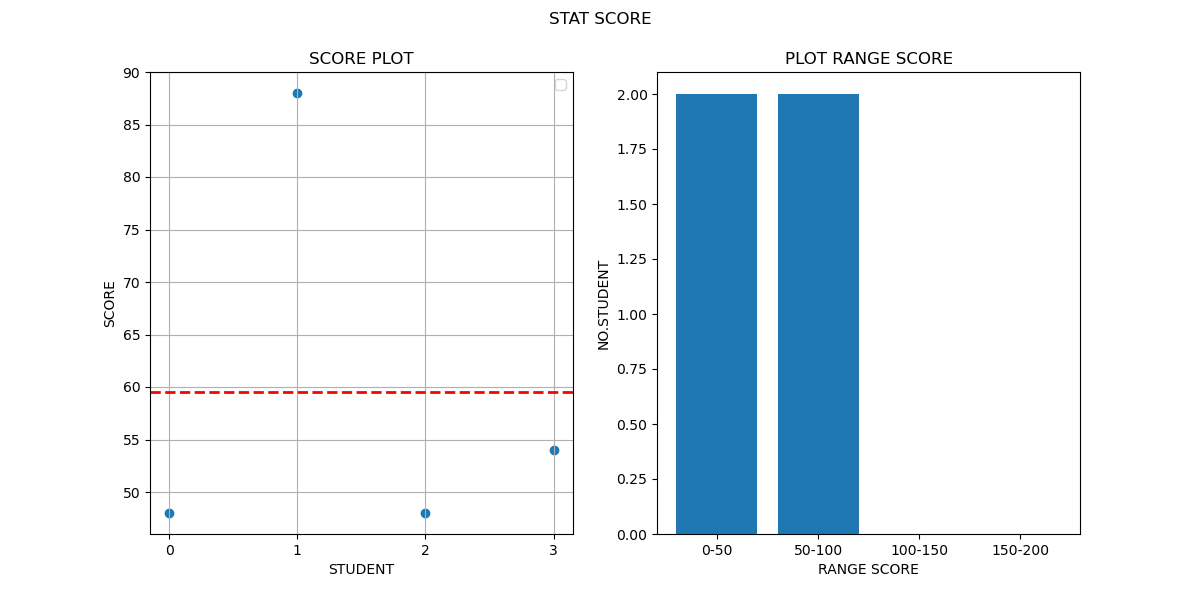 STAT SCORE
SCORE PLOT
90
85
80
75
70
65
60
55
50
SCORE
0 1 2 3
STUDENT
PLOT RANGE SCORE
2.00
1.75
1.50
1.25
1.00
0.75
0.50
0.25
0.00
NO.STUDENT
0-50 50-100 100-150 150-200
RANGE SCORE